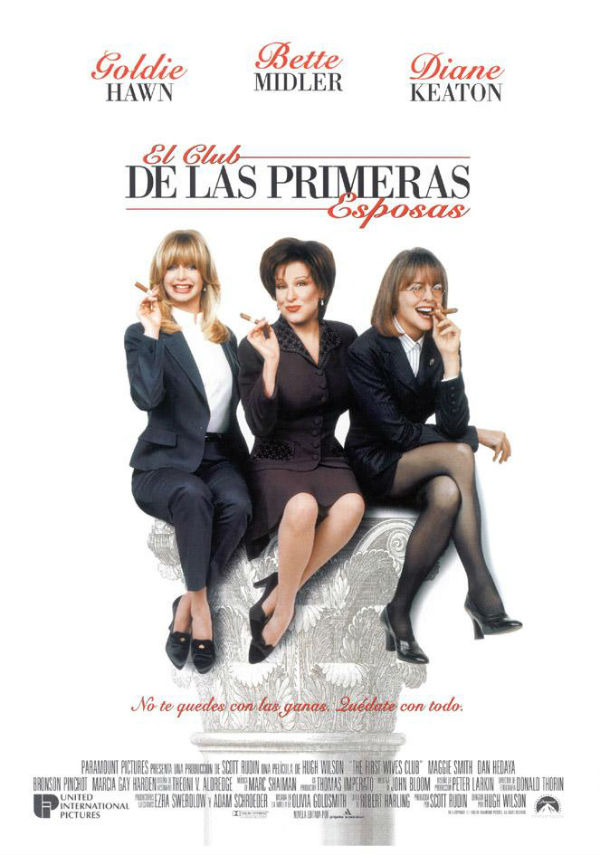 Goldie
HAWN
Bette
MIDLER
Diane
KEATON
El Club
DE LAS PRIMERAS
Esposas
No te quedes con las ganas. Quédate con todo.
PARAMOUNT PICTURES PRESENTA UNA PRODUCCION DE SCOTT RUDIN UNA PELÍCULA DE HUGH WILSON "THE FIRST WIVES CLUB" MAGGIE SMITH DAN HEDAYA
BRONSON PINCHOT MARCIA GAY HARDEN THEONI V. ALDREDGE MARC SHAIMAN THOMAS IMPERATO JOHN BLOOM PETER LARKIN DONALD THORIN
EZRA SWERDLOW Y ADAM SCHROEDER OLIVIA GOLDSMITH ROBERT HARLING SCOTT RUDIN HUGH WILSON
UNITED
INTERNATIONAL
PICTURES